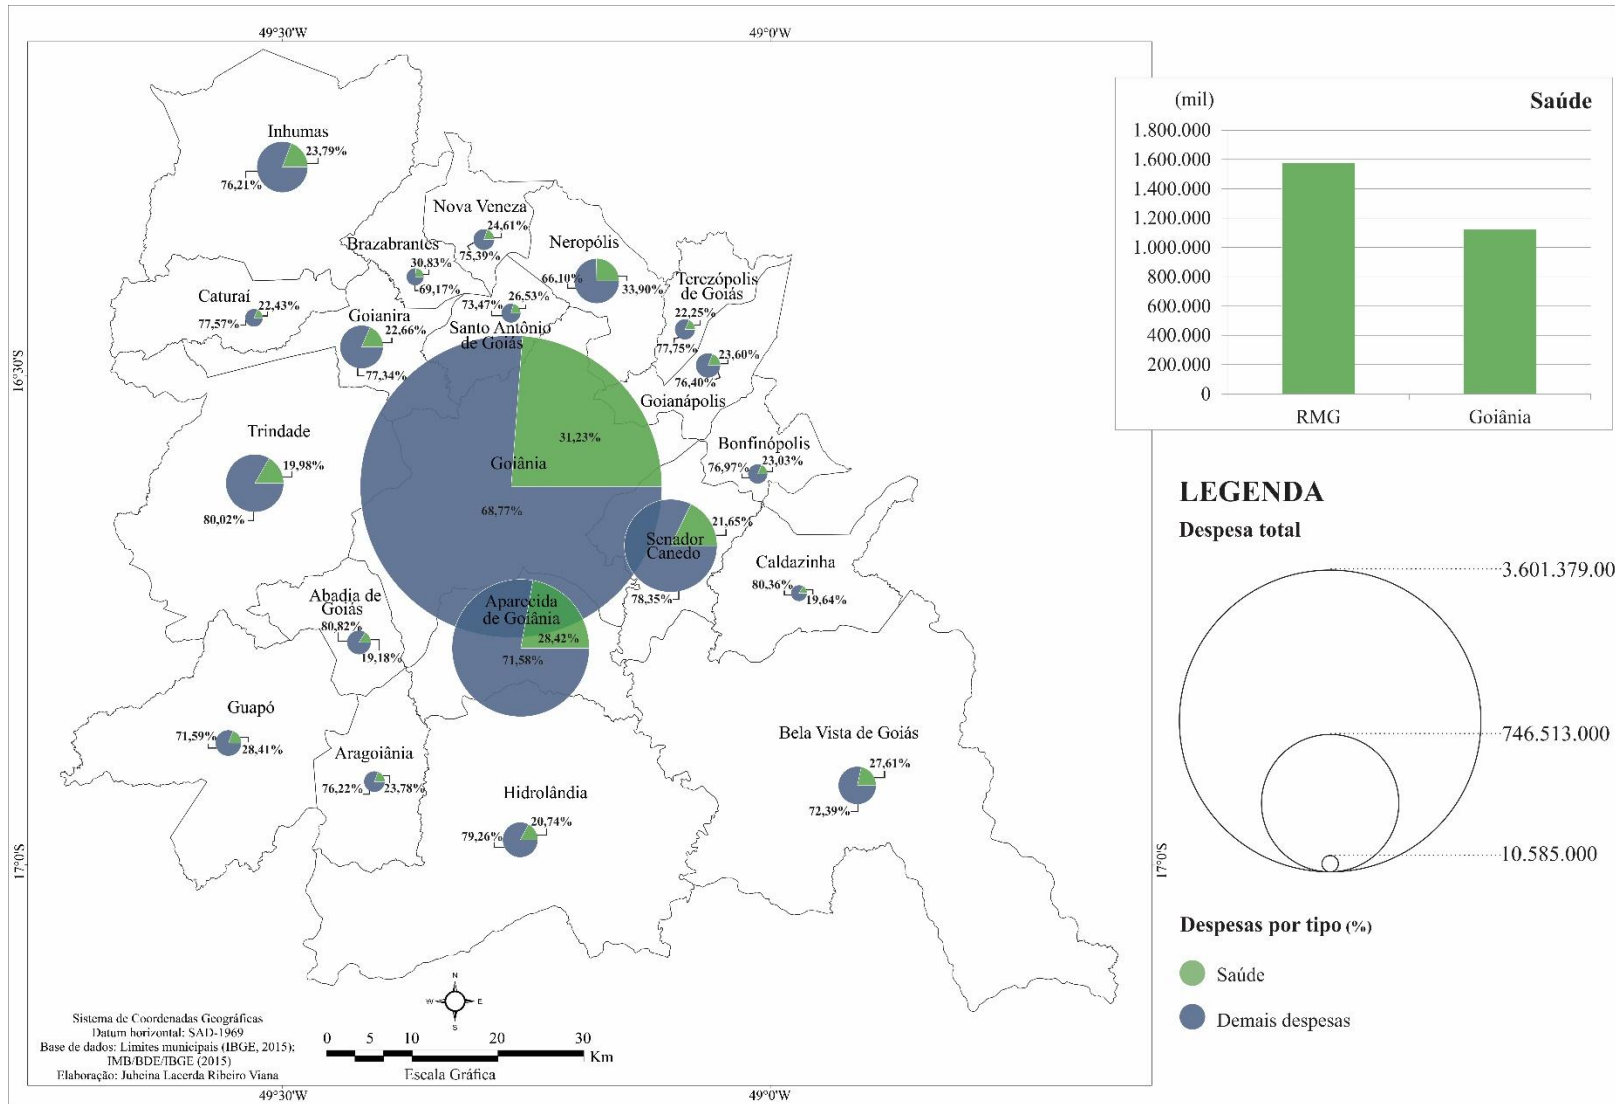 49°30'W
49°0'W
Inhumas
23,79%
76,21%
Nova Veneza
24,61%
75,39%
Brazabrantes
30,83%
69,17%
Neropólis
66,10%
33,90%
Terezópolis
de Goiás
22,25%
77,75%
Caturaí
22,43%
77,57%
Goianira
22,66%
77,34%
73,47%
26,53%
Santo Antônio
de Goiás
23,60%
76,40%
Goianápolis
16°30'S
Trindade
19,98%
80,02%
31,23%
Goiânia
68,77%
Bonfinópolis
76,97%
23,03%
21,65%
Senador
Canedo
78,35%
Caldazinha
80,36%
19,64%
Abadia de
Goiás
80,82%
19,18%
Aparecida
de Goiânia
28,42%
71,58%
Guapó
71,59%
28,41%
Aragoiânia
76,22%
23,78%
Hidrolândia
20,74%
79,26%
Bela Vista de Goiás
27,61%
72,39%
17°0'S
17°0'S
N
W
E
S
Sistema de Coordenadas Geográficas
Datum horizontal: SAD-1969
Base de dados: Limites municipais (IBGE, 2015);
IMB/BDE/IBGE (2015)
Elaboração: Juheina Lacerda Ribeiro Viana
0 5 10 20 30
Km
Escala Gráfica
49°30'W
49°0'W
(mil)
Saúde
1.800.000
1.600.000
1.400.000
1.200.000
1.000.000
800.000
600.000
400.000
200.000
0
RMG
Goiânia
LEGENDA
Despesa total
3.601.379.00
746.513.000
10.585.000
Despesas por tipo (%)
Saúde
Demais despesas